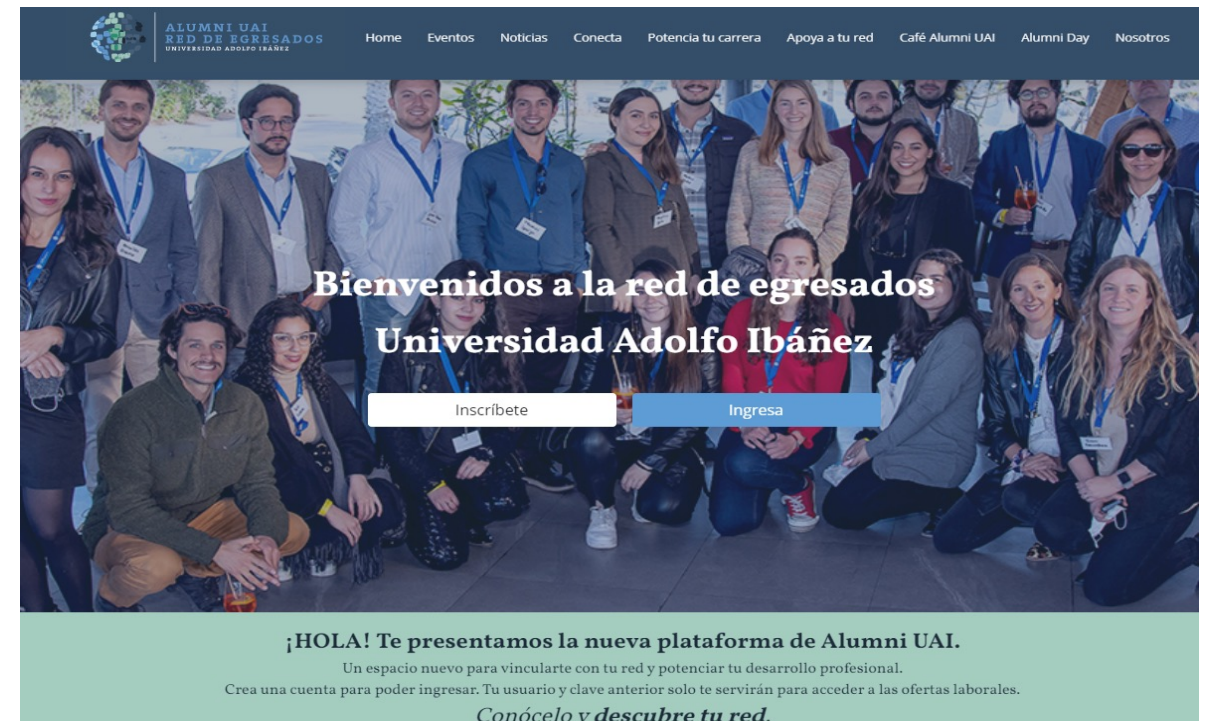 ALUMNI UAI
RED DE EGRESADOS
UNIVERSIDAD ADOLFO IBÁÑEZ
Home Eventos Noticias Conecta Potencia tu carrera Apoya a tu red Café Alumni UAI Alumni Day Nosotros
Bienvenidos a la red de egresados
Universidad Adolfo Ibáñez
Inscríbete Ingresa
¡HOLA! Te presentamos la nueva plataforma de Alumni UAI.
Un espacio nuevo para vincularte con tu red y potenciar tu desarrollo profesional.
Crea una cuenta para poder ingresar. Tu usuario y clave anterior solo te servirán para acceder a las ofertas laborales.
Conócelo y descubre tu red.